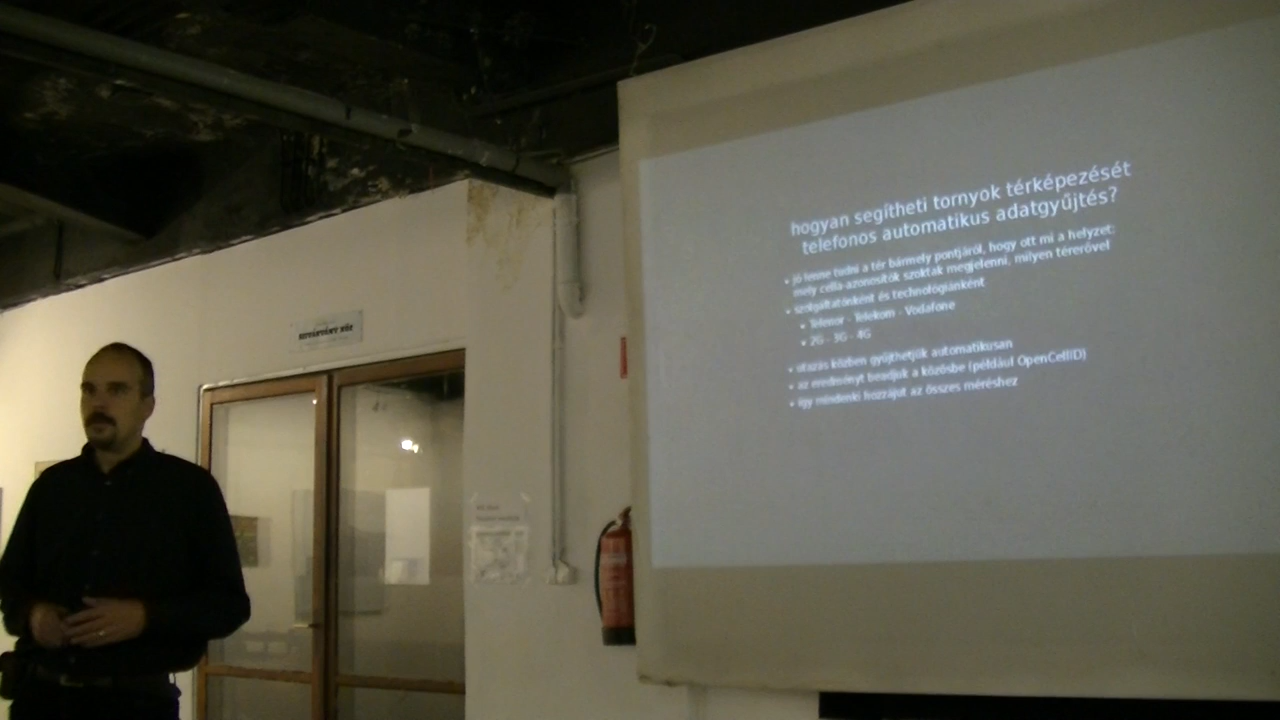 hogyan segítheti tornyok térképezését
telefonos automatikus adatgyűjtés?
• jó lenne tudni a tér bármely pontjáról, hogy ott mi a helyzet:
mely cella-azonosítók szoktak megjelenni, milyen térerővel
• szolgáltatónként és technológiánként
• Telenor - Telekom - Vodafone
• 2G - 3G - 4G
• utazás közben gyűjthetjük automatikusan
• az eredményt beadjuk a közösbe (például OpenCellID)
• így mindenki hozzájut az összes méréshez